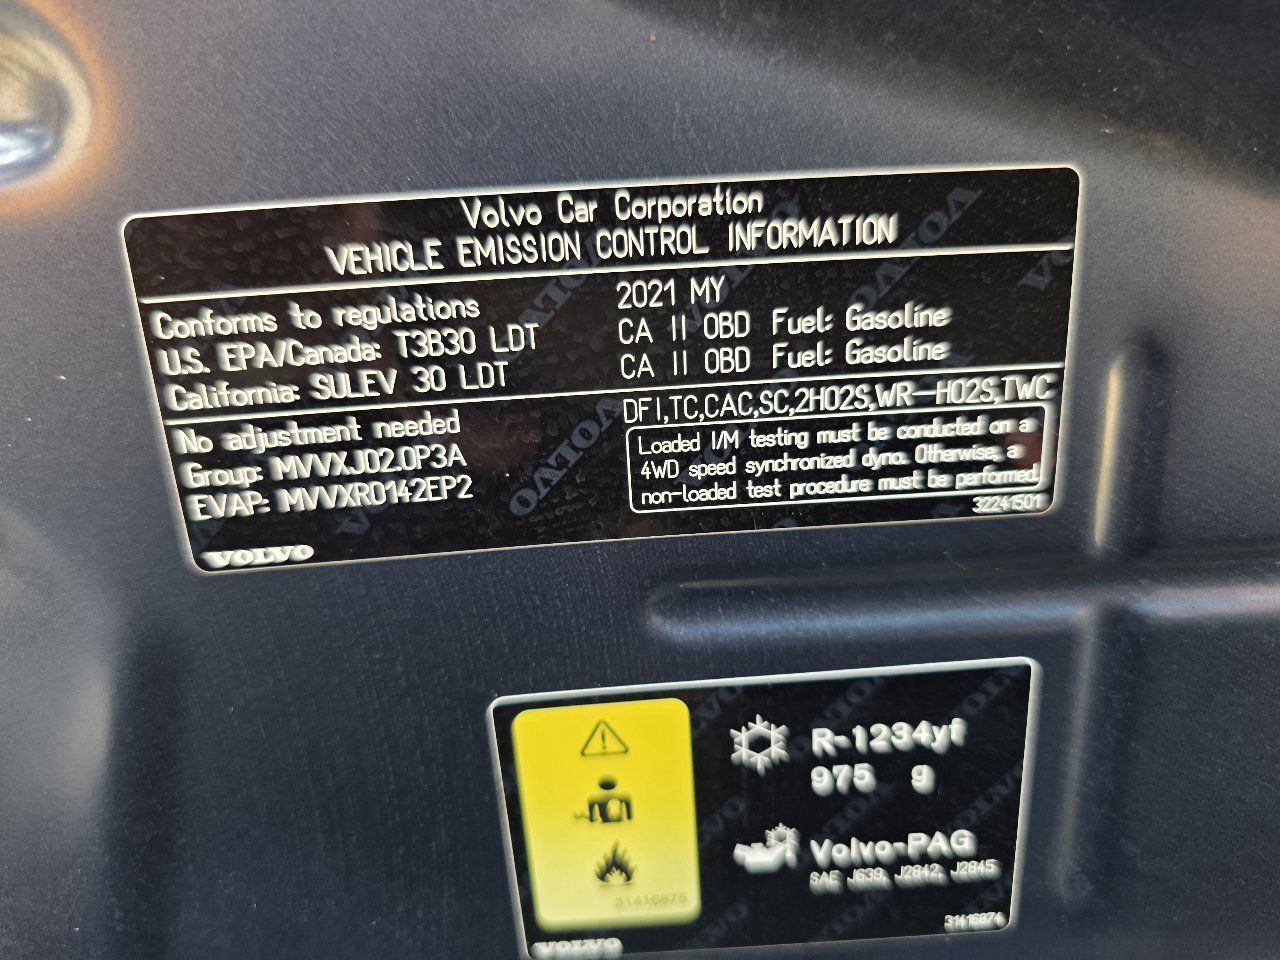 Volvo Car Corporation
VEHICLE EMISSION CONTROL INFORMATION
Conforms to regulations 2021 MY
U.S. EPA/Canada: T3B30 LDT CA II OBD Fuel: Gasoline
California: SULEV 30 LDT CA II OBD Fuel: Gasoline
No adjustment needed DFI,TC,CAC,SC,2HO2S,WR-HO2S,TWC
Group: MVVXJ02.0P3A
EVAP: MVVXR0142EP2
Loaded I/M testing must be conducted on a
4WD speed synchronized dyno. Otherwise, a
non-loaded test procedure must be performed.
32241501
VOLVO
R-1234yf
975 g
Volvo-PAG
SAE J639, J2842, J2845
31416875
31416874
VOLVO